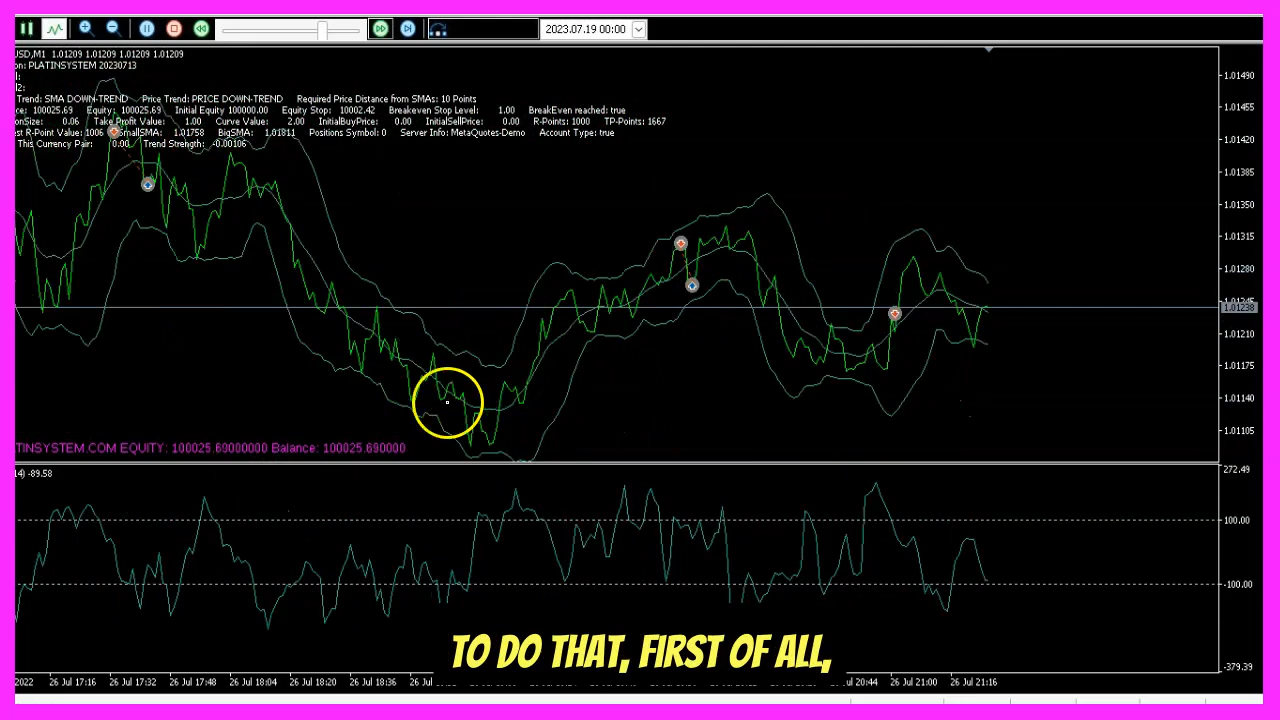 2023.07.19 00:00
USD,M1 1.01209 1.01209 1.01209 1.01209
on: PLATINSYSTEM 20230713
Trend: SMA DOWN-TREND Price Trend: PRICE DOWN-TREND Required Price Distance from SMAs: 10 Points
ce: 100025.69 Equity: 100025.69 Initial Equity 100000.00 Equity Stop: 10002.42 Breakeven Stop Level: 1.00 BreakEven reached: true
onSize: 0.06 Take Profit Value: 1.00 Curve Value: 2.00 InitialBuyPrice: 0.00 InitialSellPrice: 0.00 R-Points: 1000 TP-Points: 1667
est R-Point Value: 1006 SmallSMA: 1.01758 BigSMA: 1.01811 Positions Symbol: 0 Server Info: MetaQuotes-Demo Account Type: true
This Currency Pair: 0.00 Trend Strength: -0.00106
1.01490
1.01455
1.01420
1.01385
1.01350
1.01315
1.01280
1.01245
1.01238
1.01210
1.01175
1.01140
1.01105
TINSYSTEM.COM EQUITY: 100025.69000000 Balance: 100025.690000
14) -89.58
272.49
100.00
-100.00
-379.39
TO DO THAT, FIRST OF ALL,
2022 26 Jul 17:16 26 Jul 17:32 26 Jul 17:48 26 Jul 18:04 26 Jul 18:20 26 Jul 18:36 26 Jul ul 20:44 26 Jul 21:00 26 Jul 21:16